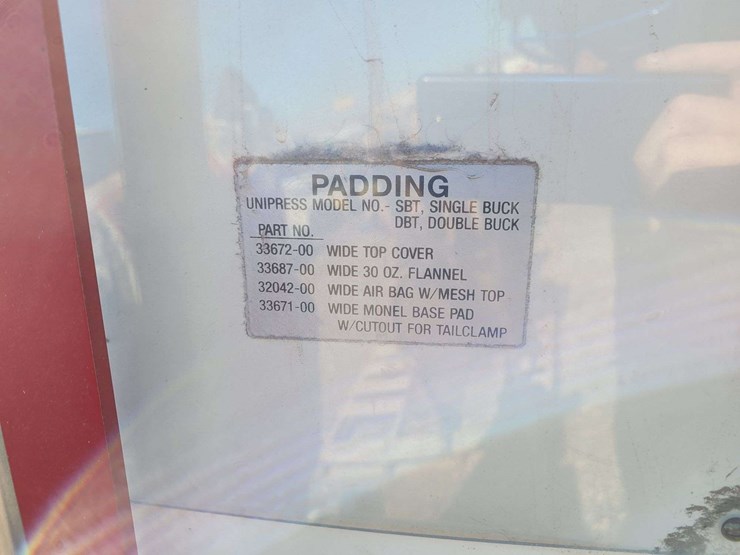 PADDING
UNIPRESS MODEL NO.- SBT, SINGLE BUCK
DBT, DOUBLE BUCK
PART NO.
33672-00 WIDE TOP COVER
33687-00 WIDE 30 OZ. FLANNEL
32042-00 WIDE AIR BAG W/MESH TOP
33671-00 WIDE MONEL BASE PAD
W/CUTOUT FOR TAILCLAMP